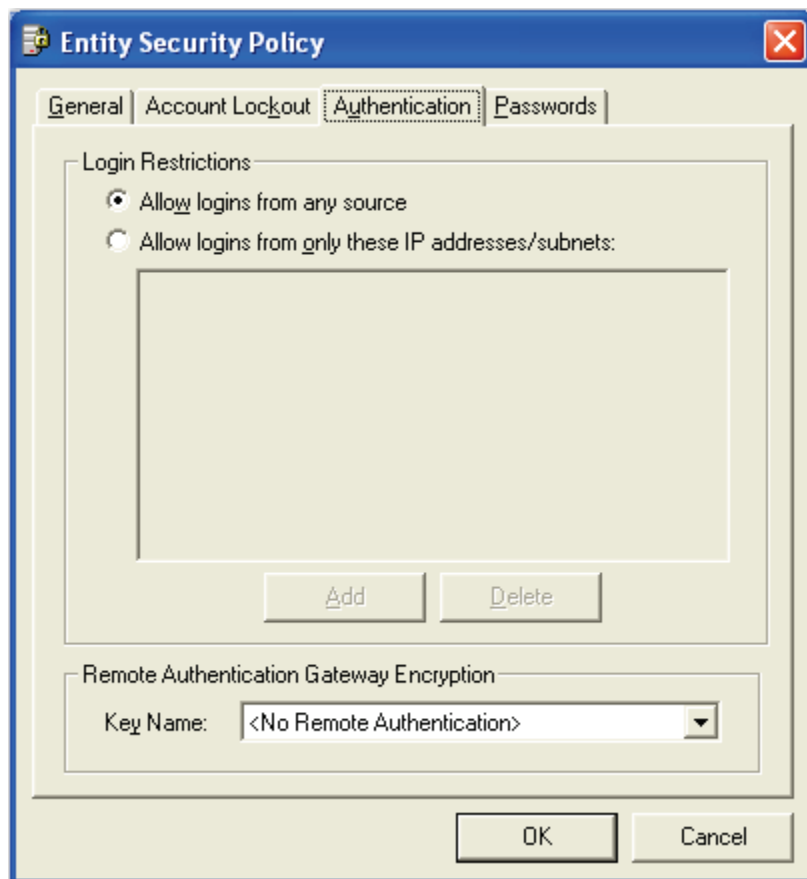 Entity Security Policy
General Account Lockout Authentication Passwords
Login Restrictions
Allow logins from any source
Allow logins from only these IP addresses/subnets:
Add Delete
Remote Authentication Gateway Encryption
Key Name: <No Remote Authentication>
OK Cancel